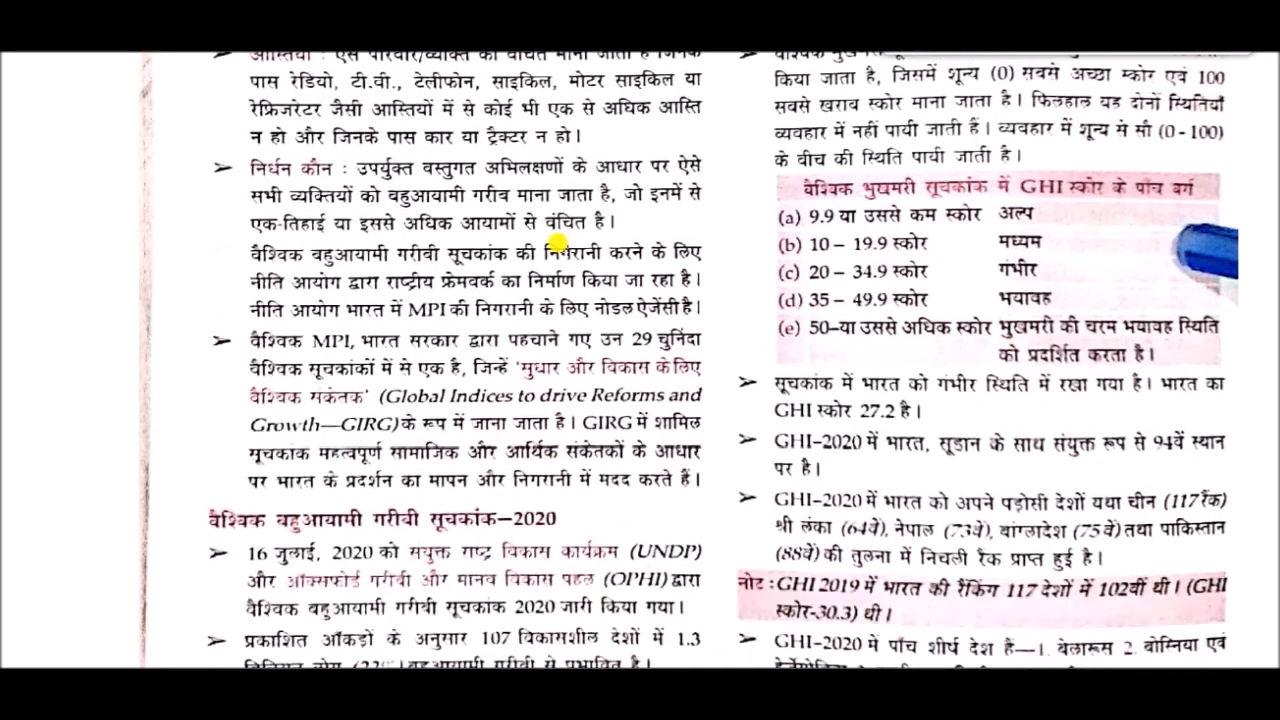 आस्तियाँ : ऐसे परिवार/व्यक्ति को वंचित माना जाता है जिनके
पास रेडियो, टी.वी., टेलीफोन, साइकिल, मोटर साइकिल या
रेफ्रिजरेटर जैसी आस्तियों में से कोई भी एक से अधिक आस्ति
न हो और जिनके पास कार या ट्रैक्टर न हो।
➢ निर्धन कौन : उपर्युक्त वस्तुगत अभिलक्षणों के आधार पर ऐसे
सभी व्यक्तियों को बहुआयामी गरीब माना जाता है, जो इनमें से
एक-तिहाई या इससे अधिक आयामों से वंचित है।
वैश्विक बहुआयामी गरीबी सूचकांक की निगरानी करने के लिए
नीति आयोग द्वारा राष्ट्रीय फ्रेमवर्क का निर्माण किया जा रहा है।
नीति आयोग भारत में MPI की निगरानी के लिए नोडल ऐजेंसी है।
➢ वैश्विक MPI, भारत सरकार द्वारा पहचाने गए उन 29 चुनिंदा
वैश्विक सूचकांकों में से एक है, जिन्हें 'सुधार और विकास के लिए
वैश्विक संकेतक' (Global Indices to drive Reforms and
Growth—GIRG) के रूप में जाना जाता है। GIRG में शामिल
सूचकांक महत्वपूर्ण सामाजिक और आर्थिक संकेतकों के आधार
पर भारत के प्रदर्शन का मापन और निगरानी में मदद करते हैं।
वैश्विक बहुआयामी गरीबी सूचकांक–2020
➢ 16 जुलाई, 2020 को संयुक्त राष्ट्र विकास कार्यक्रम (UNDP)
और ऑक्सफोर्ड गरीबी और मानव विकास पहल (OPHI) द्वारा
वैश्विक बहुआयामी गरीबी सूचकांक 2020 जारी किया गया।
➢ प्रकाशित आँकड़ों के अनुसार 107 विकासशील देशों में 1.3
बहुआयामी गरीबी से प्रभावित है।
किया जाता है, जिसमें शून्य (0) सबसे अच्छा स्कोर एवं 100
सबसे खराब स्कोर माना जाता है। फिलहाल यह दोनों स्थितियाँ
व्यवहार में नहीं पायी जाती हैं। व्यवहार में शून्य से सौ (0 - 100)
के बीच की स्थिति पायी जाती है।
वैश्विक भुखमरी सूचकांक में GHI स्कोर के पाँच वर्ग
(a) 9.9 या उससे कम स्कोर अल्प
(b) 10 – 19.9 स्कोर मध्यम
(c) 20 – 34.9 स्कोर गंभीर
(d) 35 – 49.9 स्कोर भयावह
(e) 50–या उससे अधिक स्कोर भुखमरी की चरम भयावह स्थिति
को प्रदर्शित करता है।
➢ सूचकांक में भारत को गंभीर स्थिति में रखा गया है। भारत का
GHI स्कोर 27.2 है।
➢ GHI–2020 में भारत, सूडान के साथ संयुक्त रूप से 94वें स्थान
पर है।
➢ GHI–2020 में भारत को अपने पड़ोसी देशों यथा चीन (117 रैंक)
श्री लंका (64वें), नेपाल (73वें), बांग्लादेश (75वें) तथा पाकिस्तान
(88वें) की तुलना में निचली रैंक प्राप्त हुई है।
नोट : GHI 2019 में भारत की रैंकिंग 117 देशों में 102वीं थी। (GHI
स्कोर-30.3) थी।
➢ GHI–2020 में पाँच शीर्ष देश हैं—1. बेलारूस 2. बोस्निया एवं